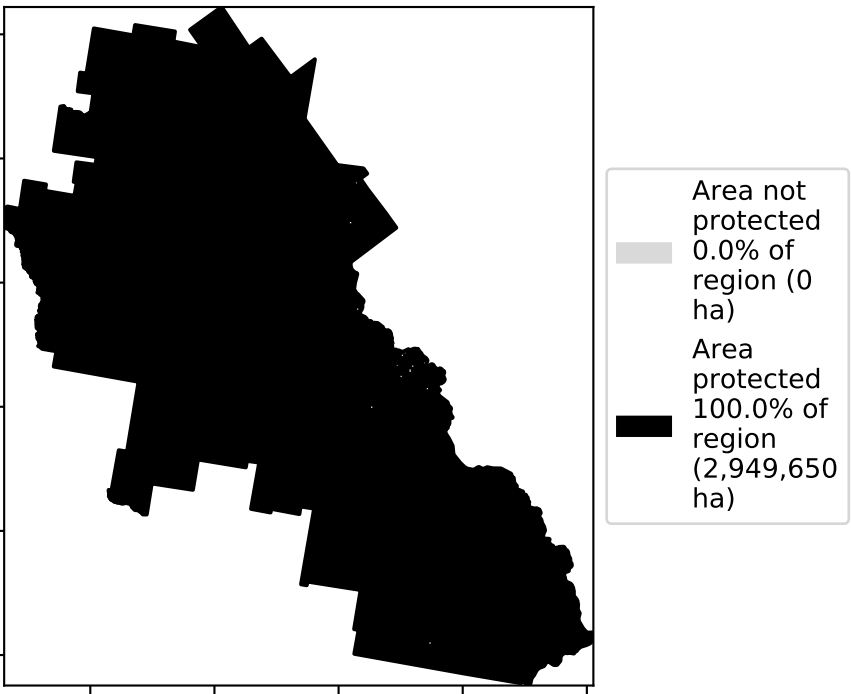 Area not
protected
0.0% of
region (0
ha)
Area
protected
100.0% of
region
(2,949,650
ha)